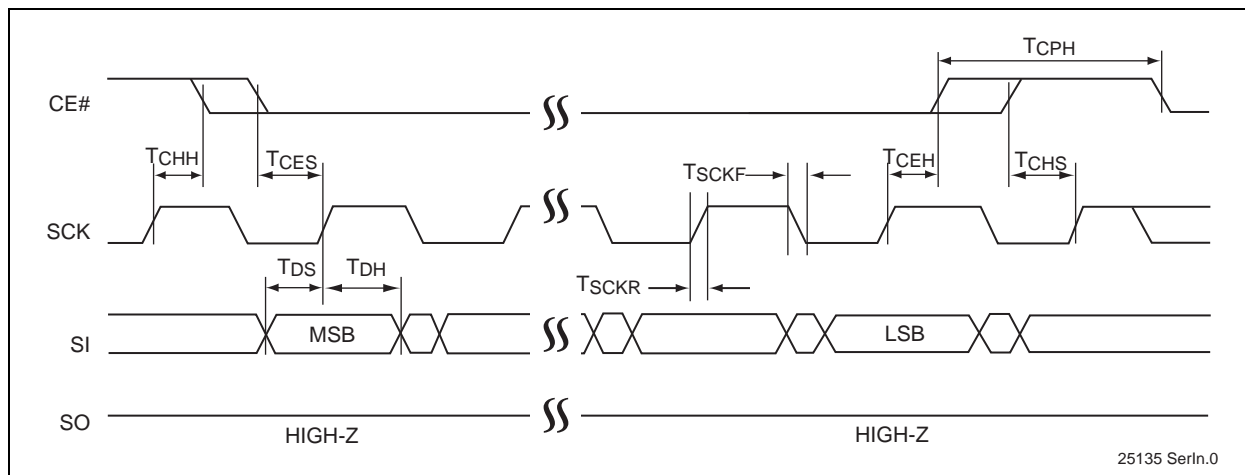 TCPH
CE#
TCHH
TCES
TSCKF
TCEH
TCHS
SCK
TDS
TDH
TSCKR
MSB
LSB
SI
SO
HIGH-Z
HIGH-Z
25135 SerIn.0